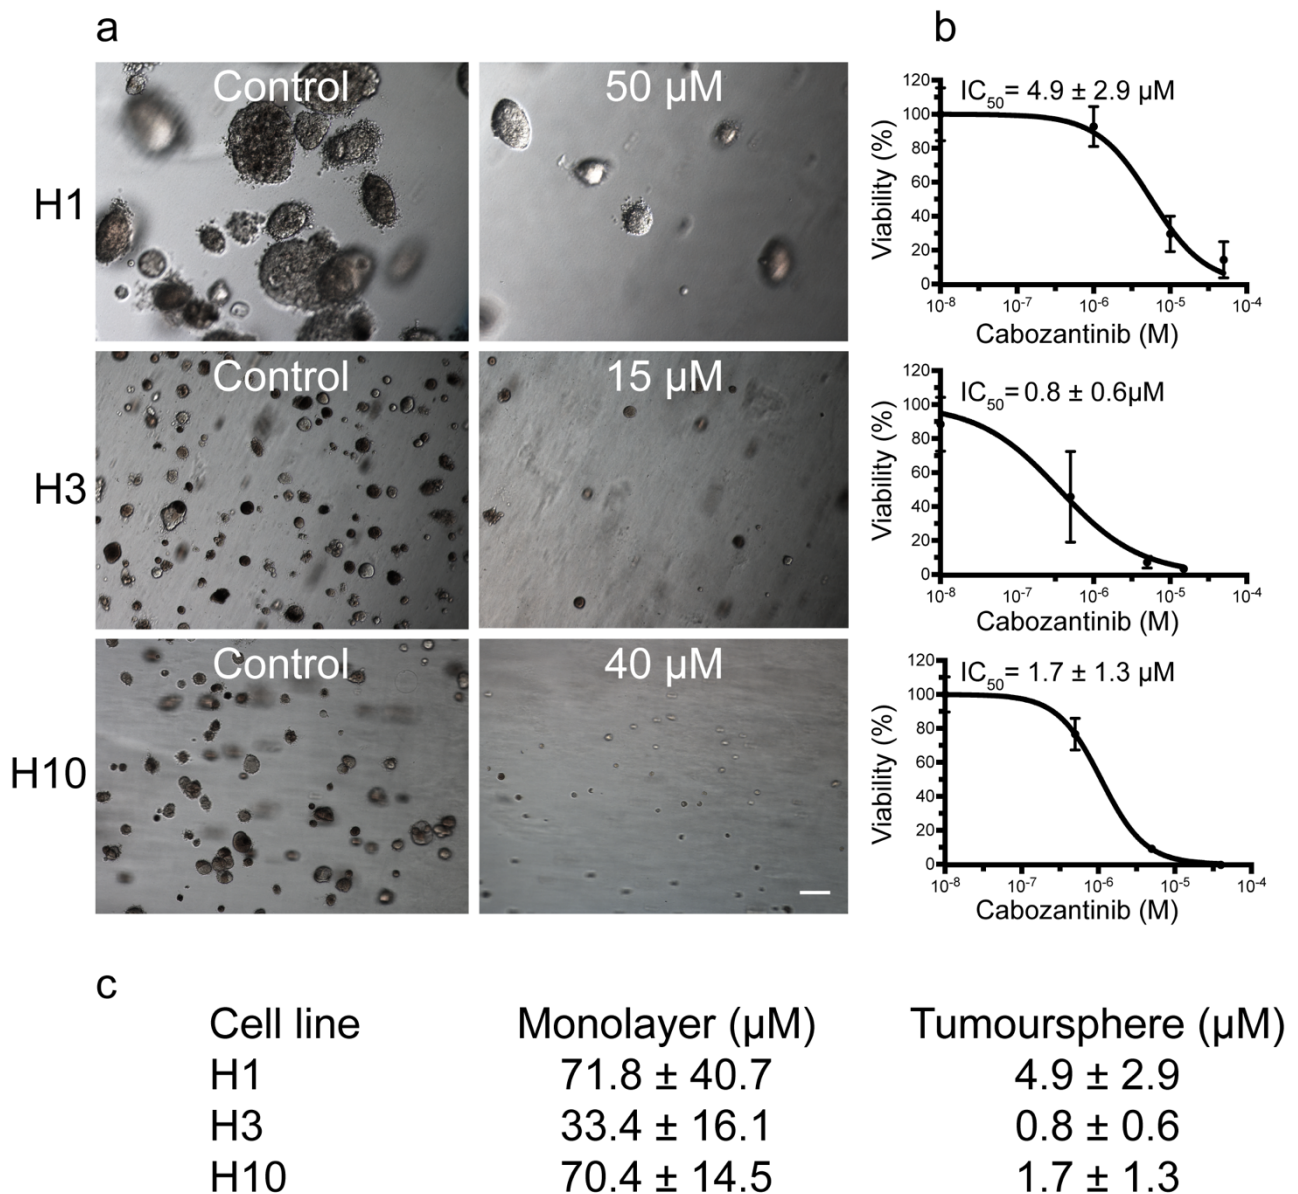 a
b
Control
50 µM
H1
Control
15 µM
H3
Control
40 µM
H10
IC50= 4.9 ± 2.9 µM
Viability (%)
120
100
80
60
40
20
0
10-8
10-7
10-6
10-5
10-4
Cabozantinib (M)
IC50= 0.8 ± 0.6µM
Viability (%)
120
100
80
60
40
20
0
10-8
10-7
10-6
10-5
10-4
Cabozantinib (M)
IC50= 1.7 ± 1.3 µM
Viability (%)
120
100
80
60
40
20
0
10-8
10-7
10-6
10-5
10-4
Cabozantinib (M)
c
Cell line Monolayer (µM) Tumoursphere (µM)
H1 71.8 ± 40.7 4.9 ± 2.9
H3 33.4 ± 16.1 0.8 ± 0.6
H10 70.4 ± 14.5 1.7 ± 1.3